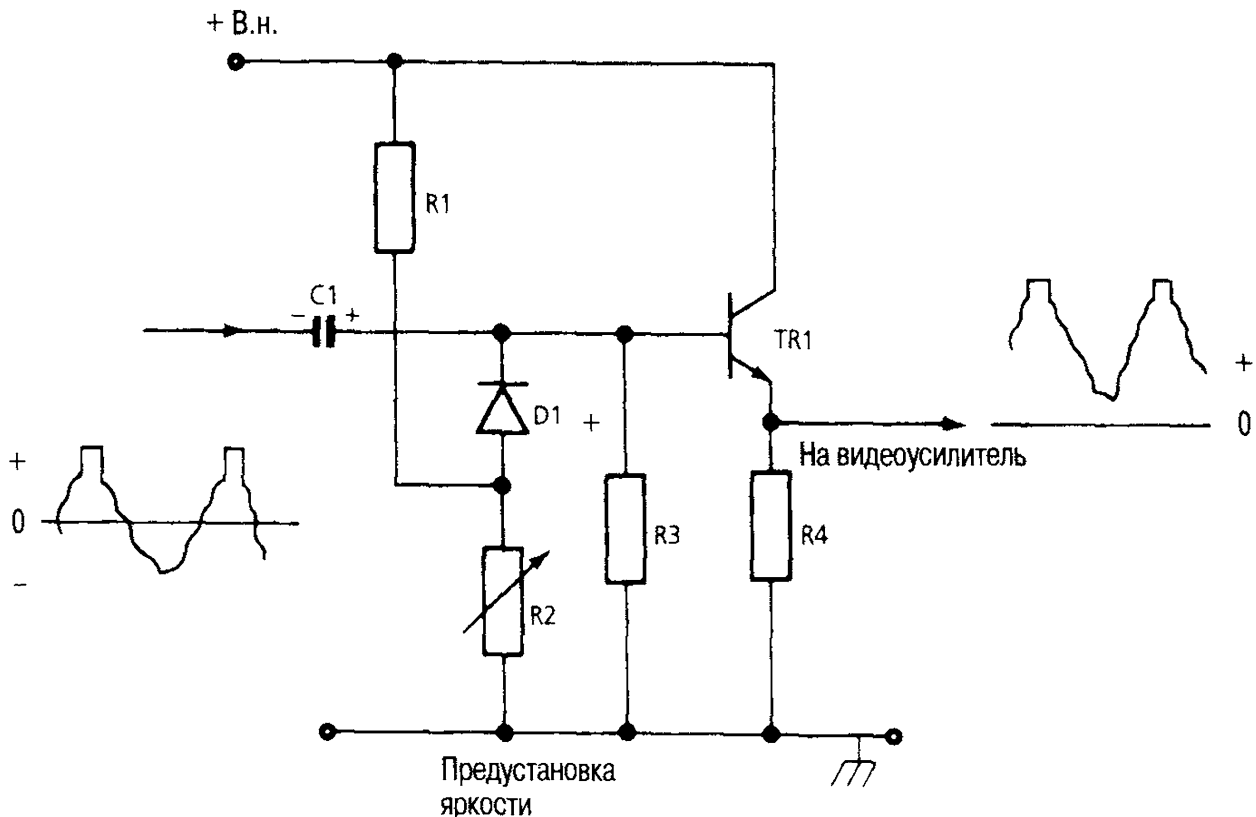 + В.н.
R1
C1
− +
TR1
D1
+
+
0
На видеоусилитель
+
0
−
R3
R4
R2
Предустановка
яркости